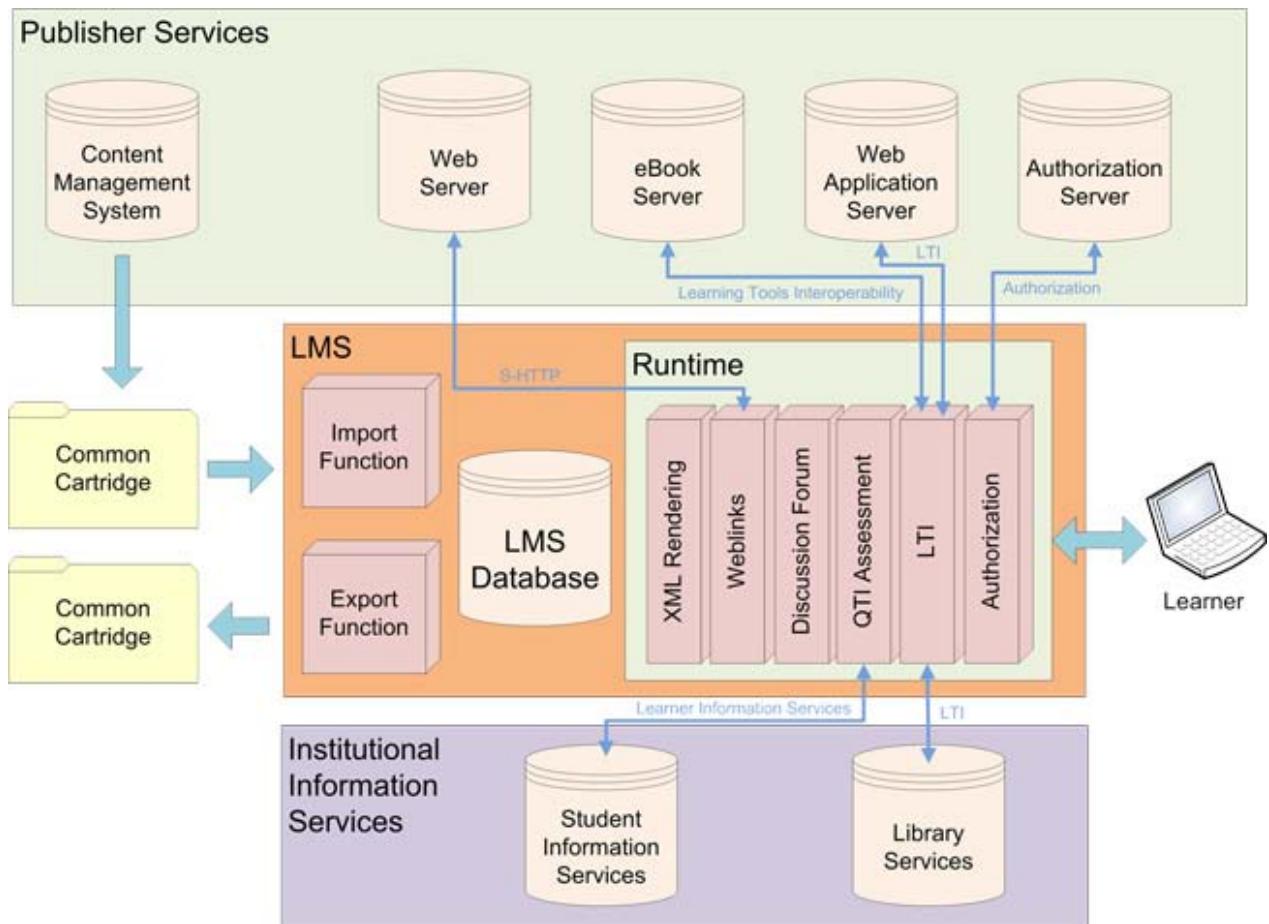 Publisher Services
Content
Management
System
Web
Server
eBook
Server
Web
Application
Server
Authorization
Server
LTI
Learning Tools Interoperability
Authorization
LMS
Runtime
S-HTTP
Import
Function
Common
Cartridge
LMS
Database
XML Rendering
Weblinks
Discussion Forum
QTI Assessment
LTI
Authorization
Learner
Export
Function
Common
Cartridge
Learner Information Services
LTI
Institutional
Information
Services
Student
Information
Services
Library
Services